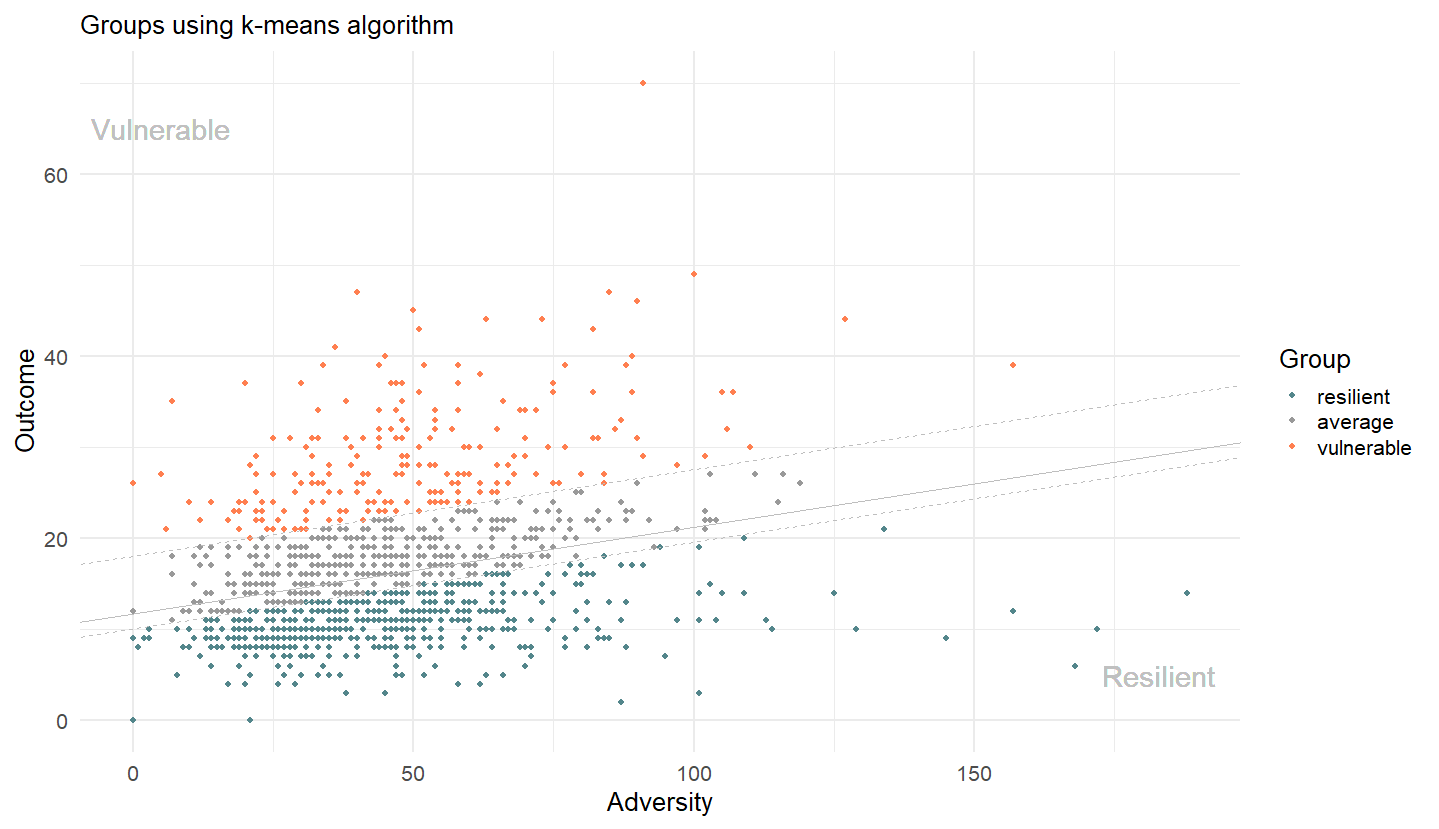 Groups using k-means algorithm
Vulnerable
60
40
20
0
Outcome
Resilient
0 50 100 150
Adversity
Group
resilient
average
vulnerable